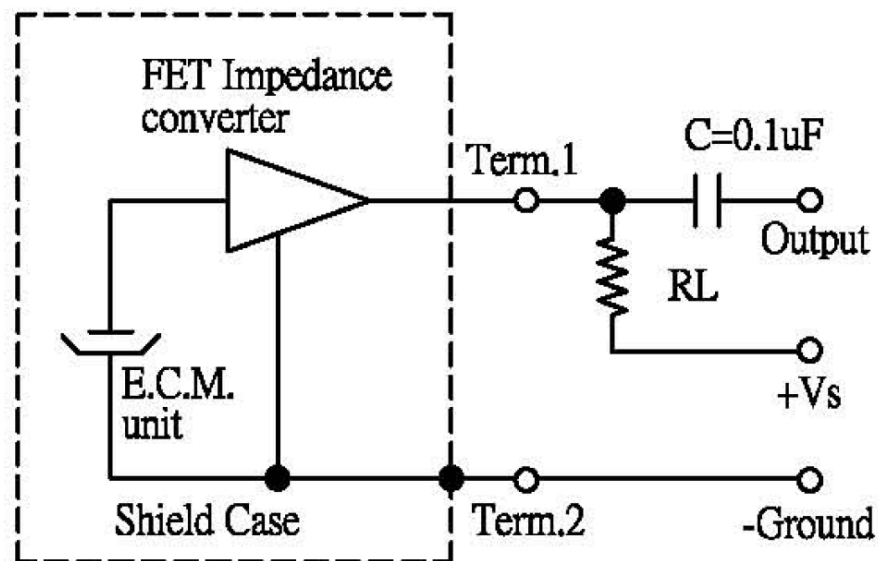 FET Impedance
converter
Term.1
C=0.1uF
Output
RL
+Vs
E.C.M.
unit
Shield Case
Term.2
-Ground